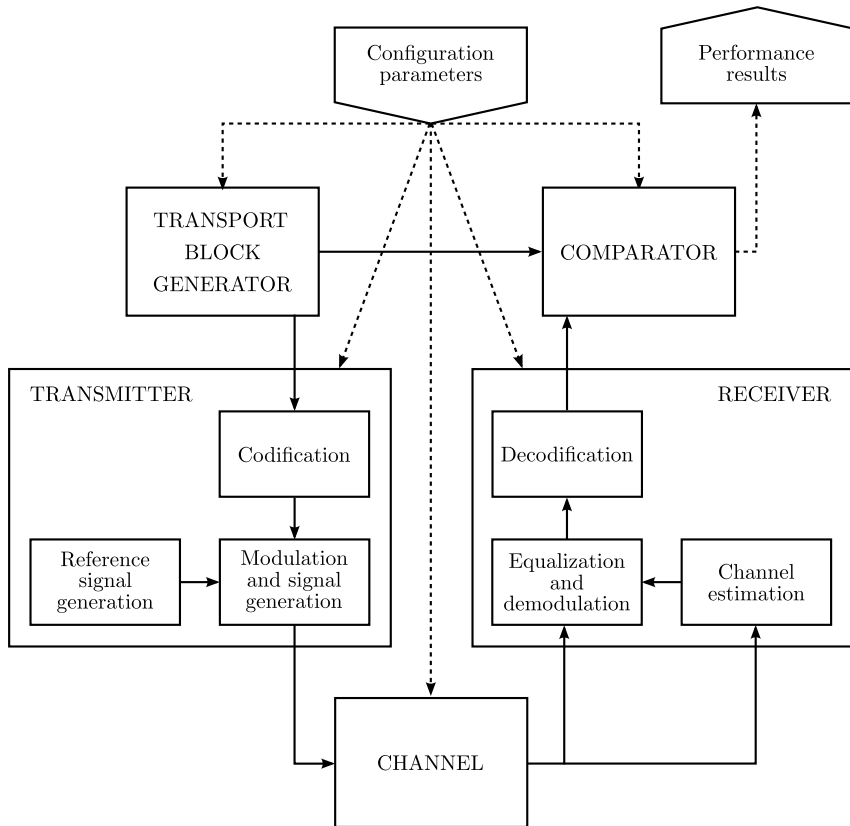 Configuration
parameters
Performance
results
TRANSPORT
BLOCK
GENERATOR
COMPARATOR
TRANSMITTER
RECEIVER
Codification
Decodification
Reference
signal
generation
Modulation
and signal
generation
Equalization
and
demodulation
Channel
estimation
CHANNEL